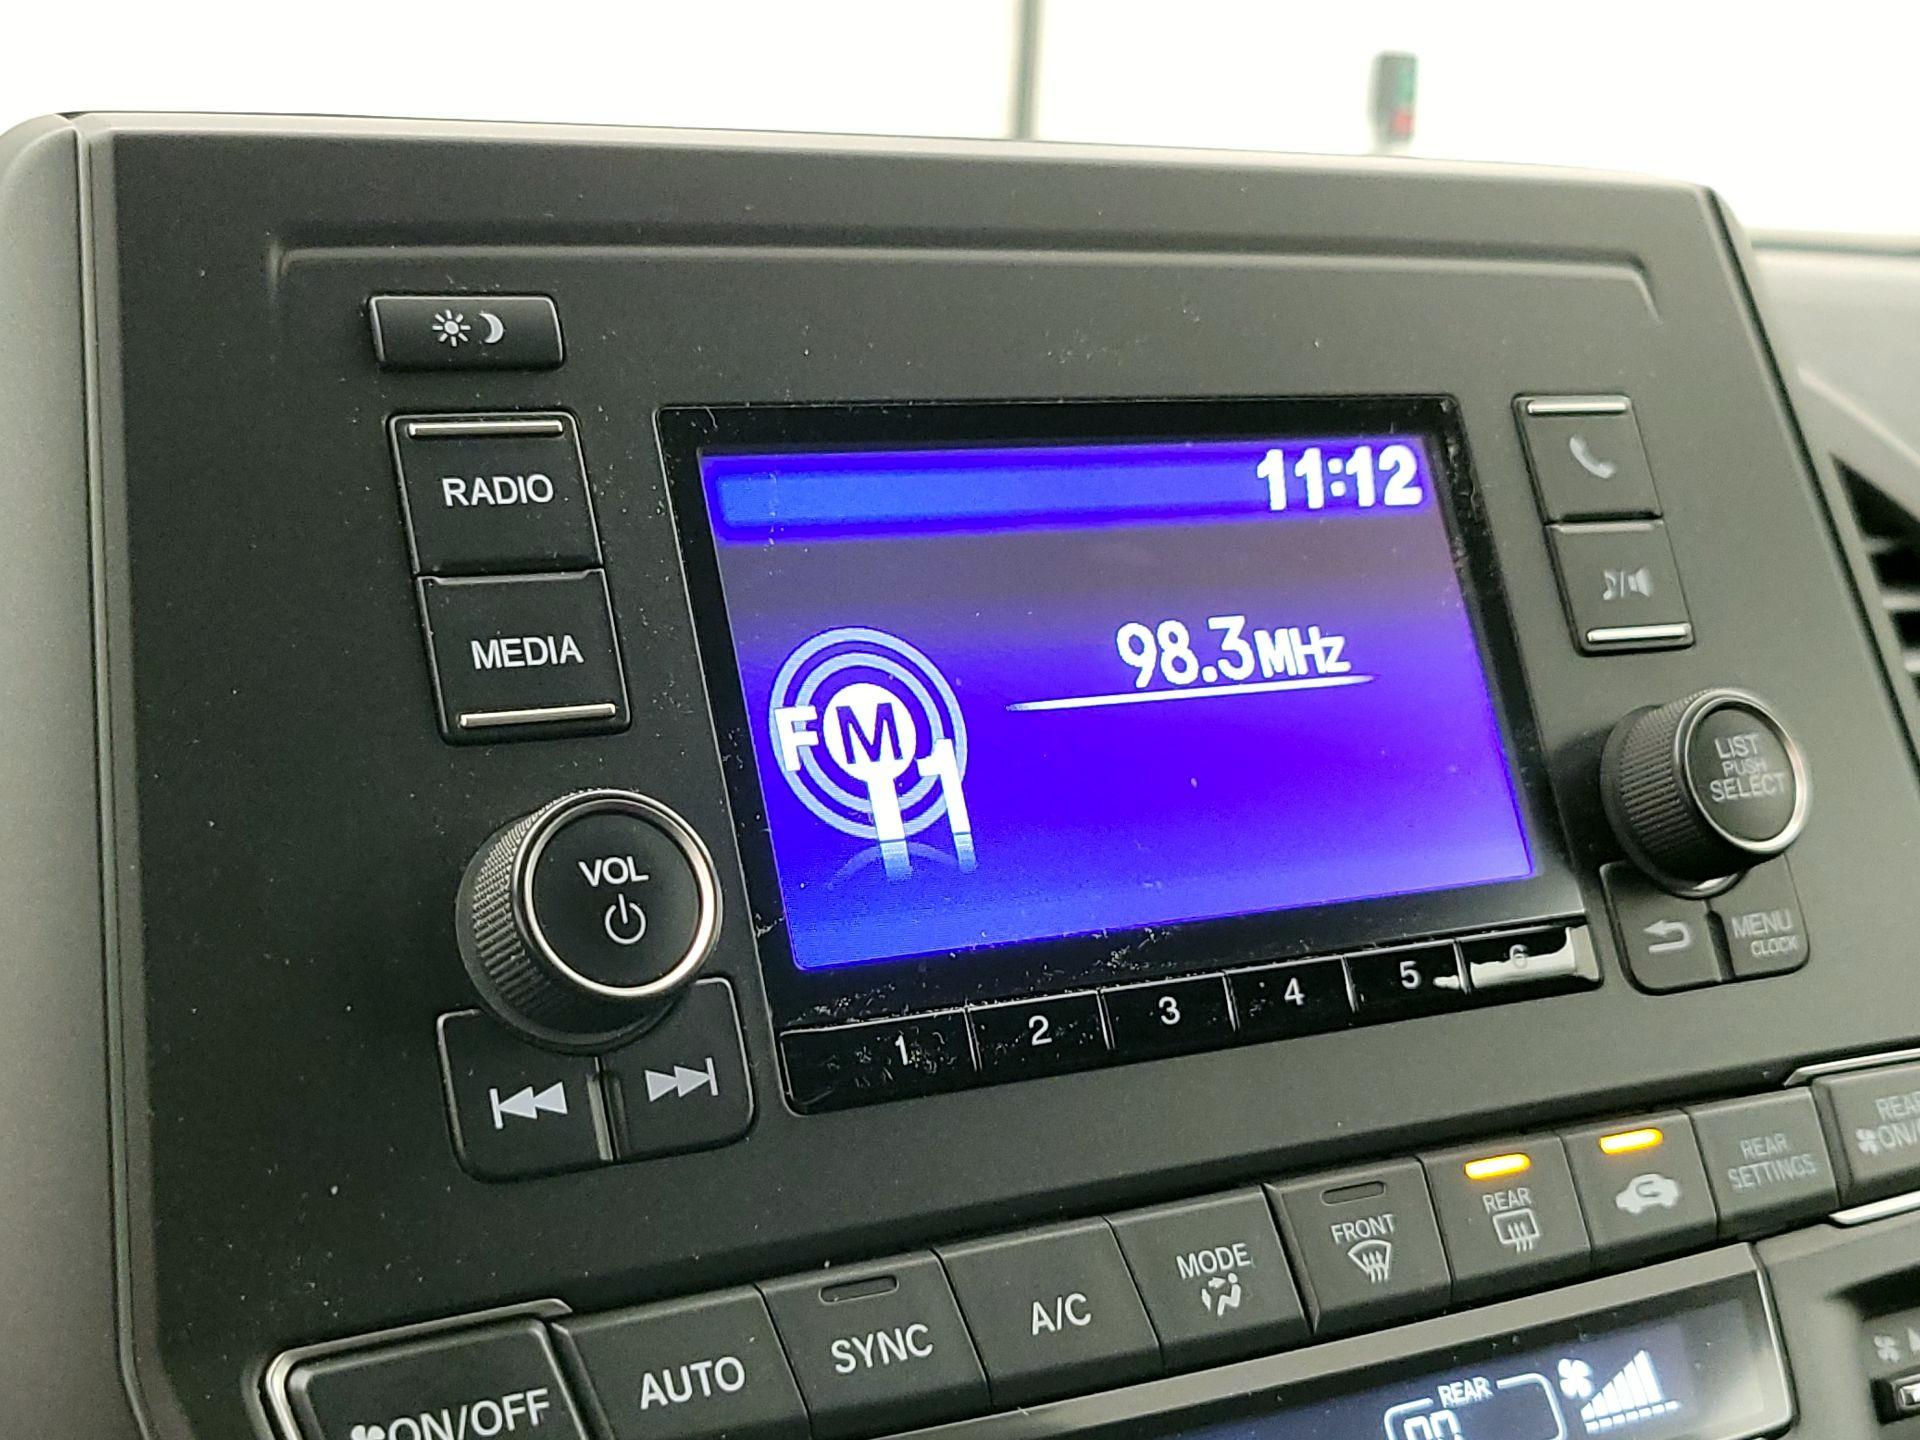 11:12
RADIO
98.3MHz
MEDIA
FM1
LIST
PUSH
SELECT
VOL
MENU
CLOCK
1 2 3 4 5 6
REAR
SETTINGS
REAR
FRONT
MODE
A/C
SYNC
AUTO
ON/OFF
REAR